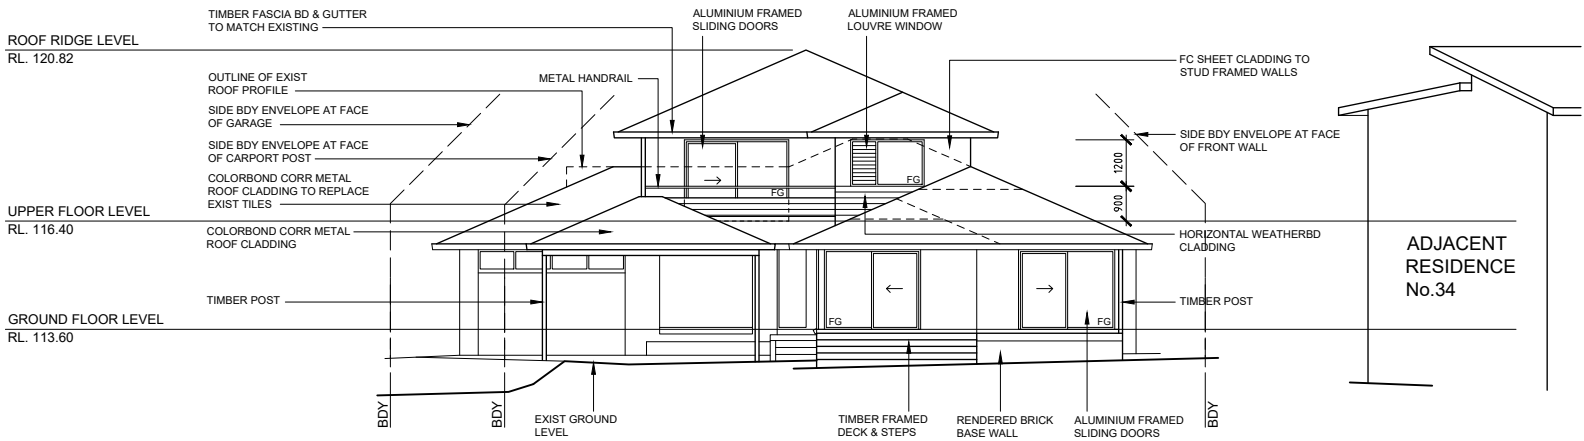 TIMBER FASCIA BD & GUTTER
TO MATCH EXISTING
ALUMINIUM FRAMED
SLIDING DOORS
ALUMINIUM FRAMED
LOUVRE WINDOW
ROOF RIDGE LEVEL
RL. 120.82
OUTLINE OF EXIST
ROOF PROFILE
METAL HANDRAIL
FC SHEET CLADDING TO
STUD FRAMED WALLS
SIDE BDY ENVELOPE AT FACE
OF GARAGE
SIDE BDY ENVELOPE AT FACE
OF CARPORT POST
SIDE BDY ENVELOPE AT FACE
OF FRONT WALL
COLORBOND CORR METAL
ROOF CLADDING TO REPLACE
EXIST TILES
1200
900
FG
FG
UPPER FLOOR LEVEL
RL. 116.40
COLORBOND CORR METAL
ROOF CLADDING
HORIZONTAL WEATHERBD
CLADDING
ADJACENT
RESIDENCE
No.34
TIMBER POST
TIMBER POST
GROUND FLOOR LEVEL
RL. 113.60
FG
FG
BDY
BDY
BDY
EXIST GROUND
LEVEL
TIMBER FRAMED
DECK & STEPS
RENDERED BRICK
BASE WALL
ALUMINIUM FRAMED
SLIDING DOORS